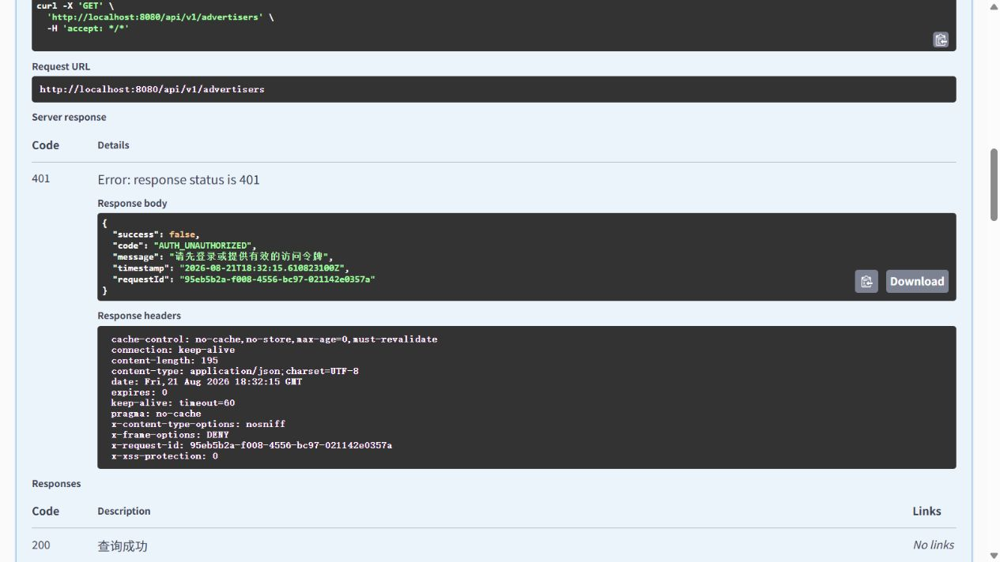 curl -X 'GET' \
  'http://localhost:8080/api/v1/advertisers' \
  -H 'accept: */*'
Request URL
http://localhost:8080/api/v1/advertisers
Server response
Code Details
401 Error: response status is 401
Response body
{
  "success": false,
  "code": "AUTH_UNAUTHORIZED",
  "message": "请先登录或提供有效的访问令牌",
  "timestamp": "2026-08-21T18:32:15.610823100Z",
  "requestId": "95eb5b2a-f008-4556-bc97-021142e0357a"
}
Download
Response headers
cache-control: no-cache,no-store,max-age=0,must-revalidate
connection: keep-alive
content-length: 195
content-type: application/json;charset=UTF-8
date: Fri,21 Aug 2026 18:32:15 GMT
expires: 0
keep-alive: timeout=60
pragma: no-cache
x-content-type-options: nosniff
x-frame-options: DENY
x-request-id: 95eb5b2a-f008-4556-bc97-021142e0357a
x-xss-protection: 0
Responses
Code Description Links
200 查询成功 No links